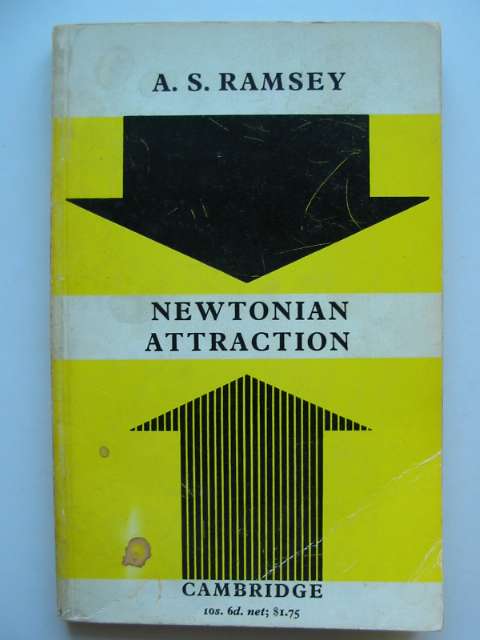 A. S. RAMSEY
NEWTONIAN
ATTRACTION
CAMBRIDGE
10s. 6d. net; $1.75